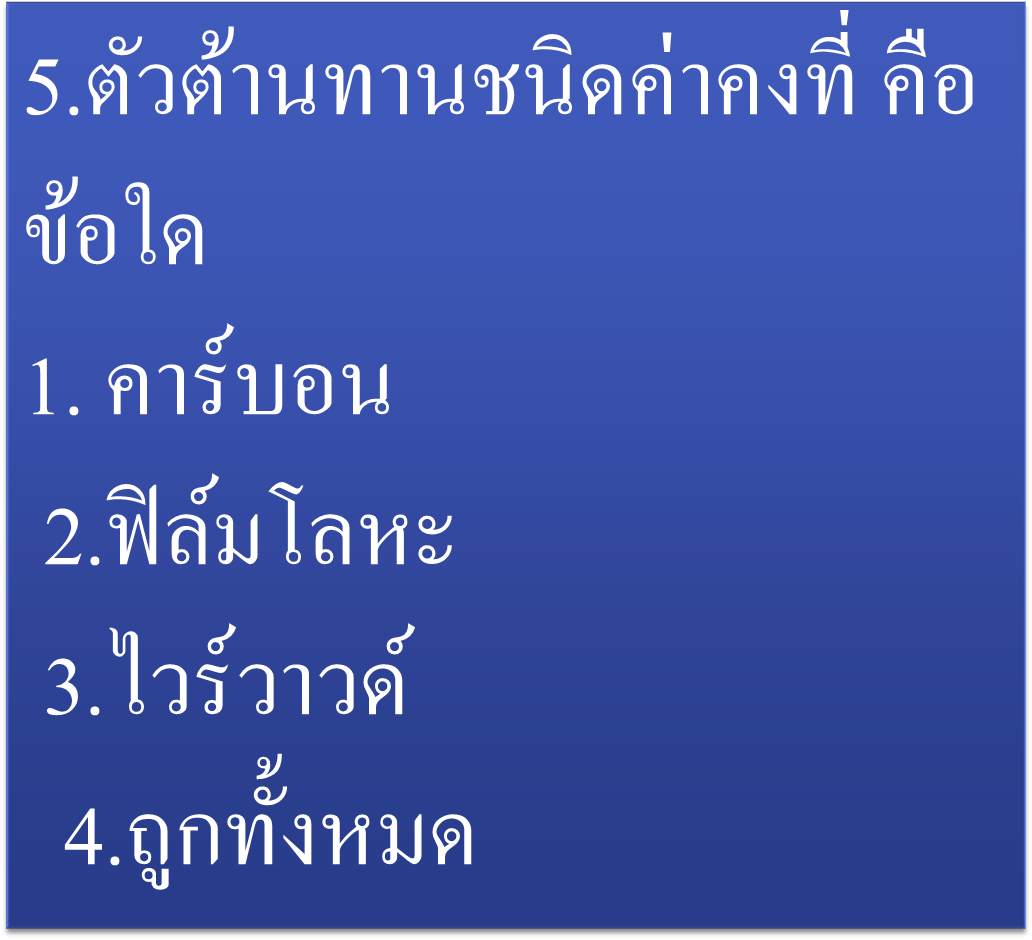 5.ตัวต้านทานชนิดค่าคงที่ คือ
ข้อใด
1. คาร์บอน
2.ฟิล์มโลหะ
3.ไวร์วาวด์
4.ถูกทั้งหมด